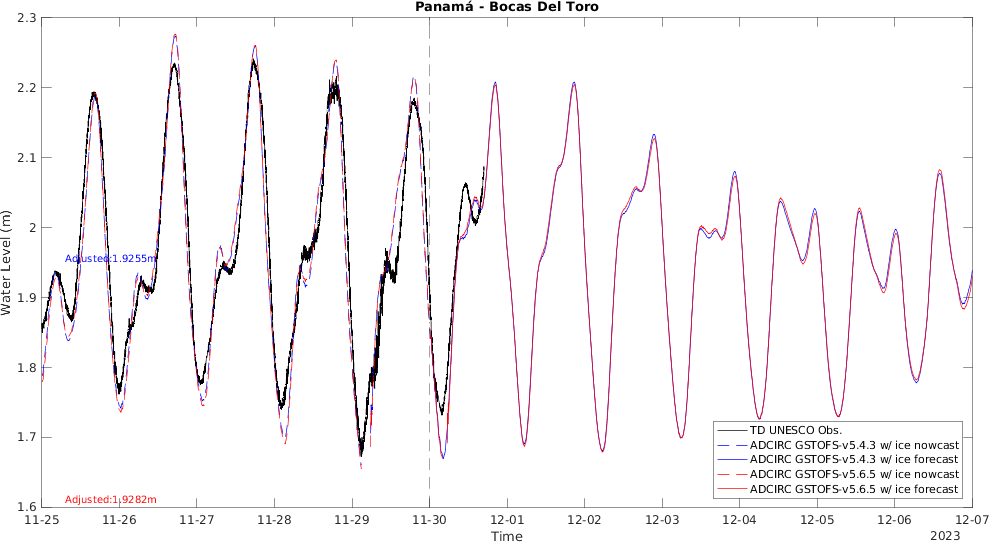 Panamá - Bocas Del Toro
2.3
2.2
2.1
2
1.9
1.8
1.7
1.6
Water Level (m)
Adjusted:1.9255m
Adjusted:1.9282m
TD UNESCO Obs.
ADCIRC GSTOFS-v5.4.3 w/ ice nowcast
ADCIRC GSTOFS-v5.4.3 w/ ice forecast
ADCIRC GSTOFS-v5.6.5 w/ ice nowcast
ADCIRC GSTOFS-v5.6.5 w/ ice forecast
11-25 11-26 11-27 11-28 11-29 11-30 12-01 12-02 12-03 12-04 12-05 12-06 12-07
Time
2023